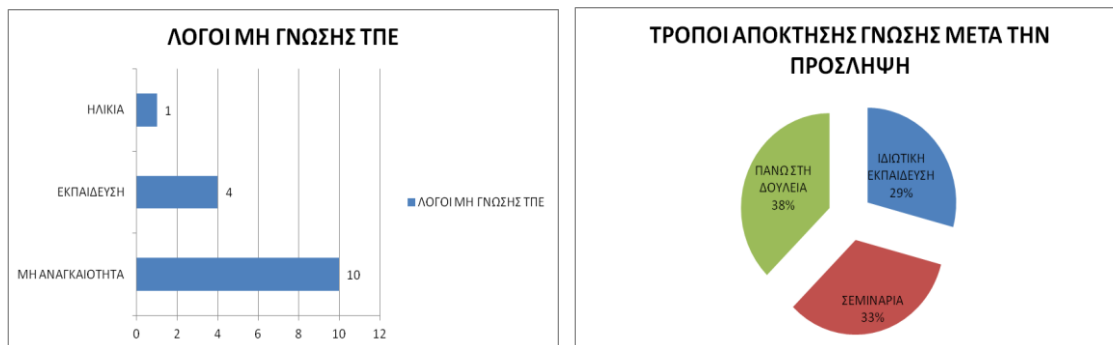 ΛΟΓΟΙ ΜΗ ΓΝΩΣΗΣ ΤΠΕ
ΗΛΙΚΙΑ
1
ΕΚΠΑΙΔΕΥΣΗ
4
ΛΟΓΟΙ ΜΗ ΓΝΩΣΗΣ ΤΠΕ
ΜΗ ΑΝΑΓΚΑΙΟΤΗΤΑ
10
0 2 4 6 8 10 12
ΤΡΟΠΟΙ ΑΠΟΚΤΗΣΗΣ ΓΝΩΣΗΣ ΜΕΤΑ ΤΗΝ
ΠΡΟΣΛΗΨΗ
ΙΔΙΩΤΙΚΗ
ΕΚΠΑΙΔΕΥΣΗ
29%
ΠΑΝΩ ΣΤΗ
ΔΟΥΛΕΙΑ
38%
ΣΕΜΙΝΑΡΙΑ
33%